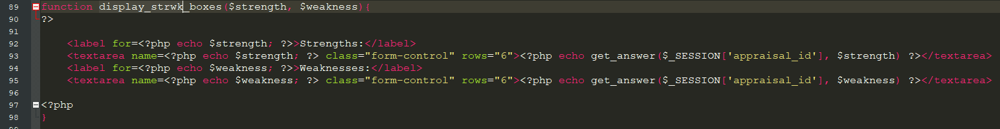 89 function display_strwk_boxes($strength, $weakness){
90 ?>
91
92 <label for=<?php echo $strength; ?>>Strengths:</label>
93 <textarea name=<?php echo $strength; ?> class="form-control" rows="6"><?php echo get_answer($_SESSION['appraisal_id'], $strength) ?></textarea>
94 <label for=<?php echo $weakness; ?>>Weaknesses:</label>
95 <textarea name=<?php echo $weakness; ?> class="form-control" rows="6"><?php echo get_answer($_SESSION['appraisal_id'], $weakness) ?></textarea>
96
97 <?php
98 }